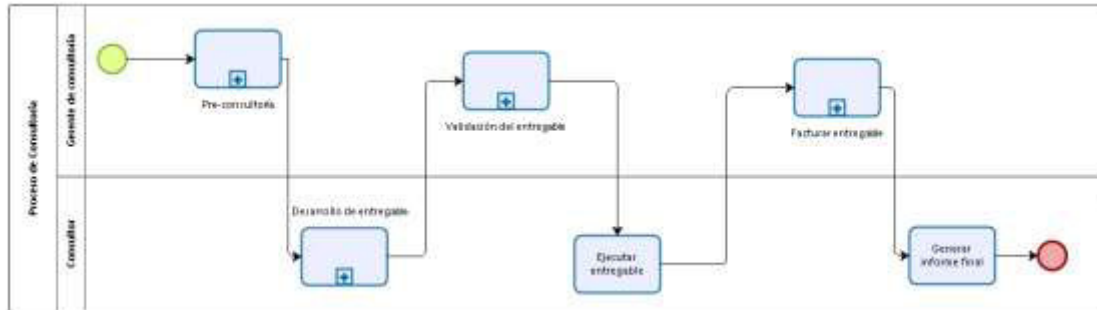 Proceso de Consultoría
Gerente de consultoría
Pre-consultoría
Validación del entregable
Facturar entregable
Consultor
Desarrollo de entregable
Ejecutar
entregable
Generar
informe final